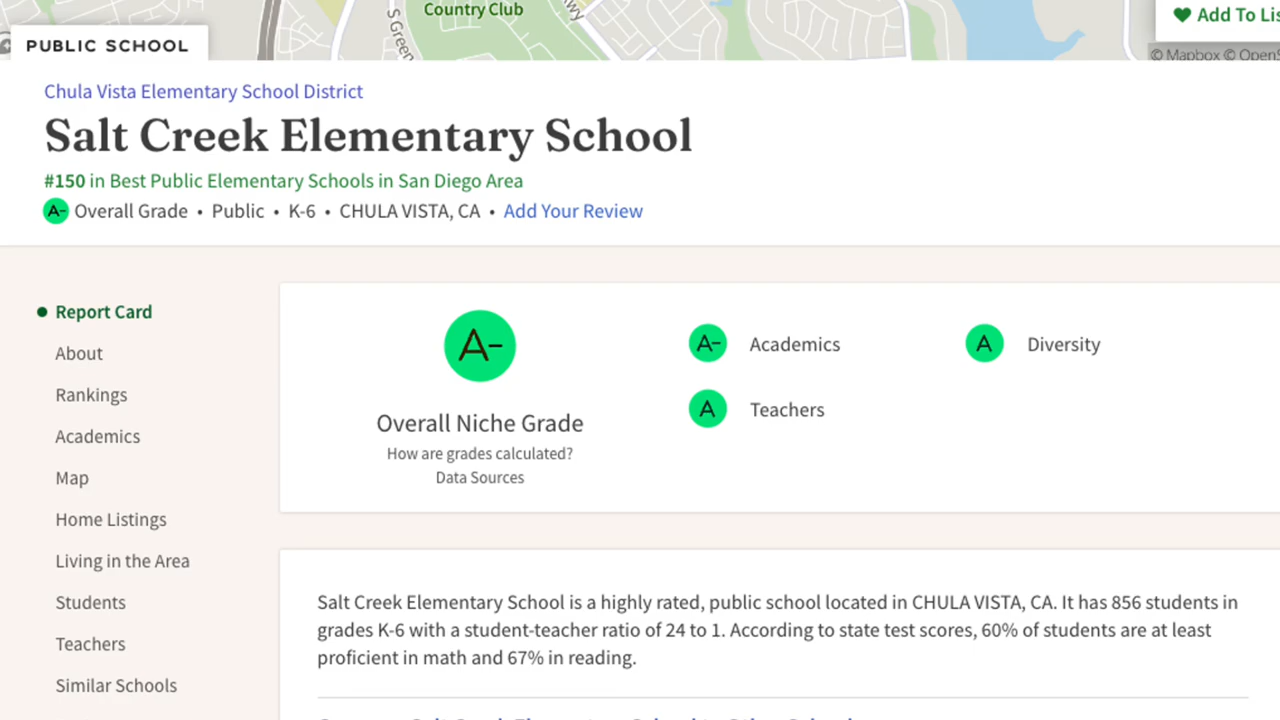 Country Club
S Green
wy
Add To Lis
PUBLIC SCHOOL
© Mapbox © OpenS
Chula Vista Elementary School District
Salt Creek Elementary School
#150 in Best Public Elementary Schools in San Diego Area
A- Overall Grade • Public • K-6 • CHULA VISTA, CA • Add Your Review
Report Card
About
Rankings
Academics
Map
Home Listings
Living in the Area
Students
Teachers
Similar Schools
A-
Overall Niche Grade
How are grades calculated?
Data Sources
A- Academics
A Diversity
A Teachers
Salt Creek Elementary School is a highly rated, public school located in CHULA VISTA, CA. It has 856 students in
grades K-6 with a student-teacher ratio of 24 to 1. According to state test scores, 60% of students are at least
proficient in math and 67% in reading.